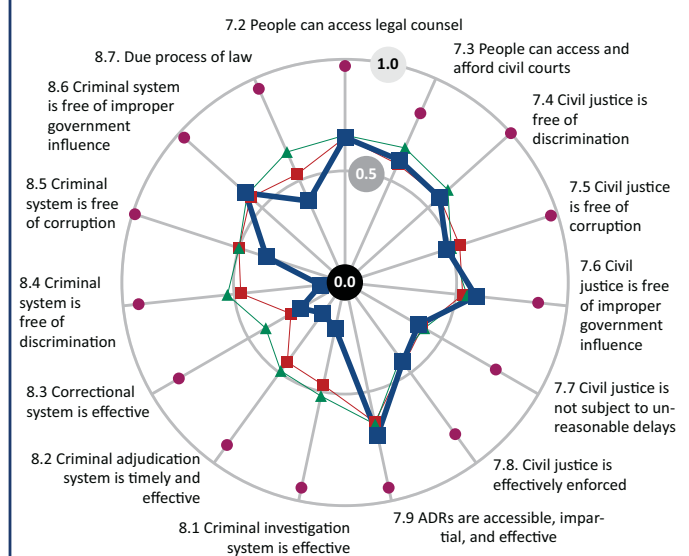 7.2 People can access legal counsel
1.0
7.3 People can access and
afford civil courts
7.4 Civil justice is
free of
discrimination
7.5 Civil justice
is free of
corruption
7.6 Civil
justice is free
of improper
government
influence
7.7 Civil justice is
not subject to un-
reasonable delays
7.8. Civil justice is
effectively enforced
7.9 ADRs are accessible, impar-
tial, and effective
8.1 Criminal investigation
system is effective
8.2 Criminal adjudication
system is timely and
effective
8.3 Correctional
system is effective
8.4 Criminal
system is
free of
discrimination
8.5 Criminal
system is free
of corruption
8.6 Criminal system
is free of improper
government
influence
8.7. Due process of law
0.5
0.0